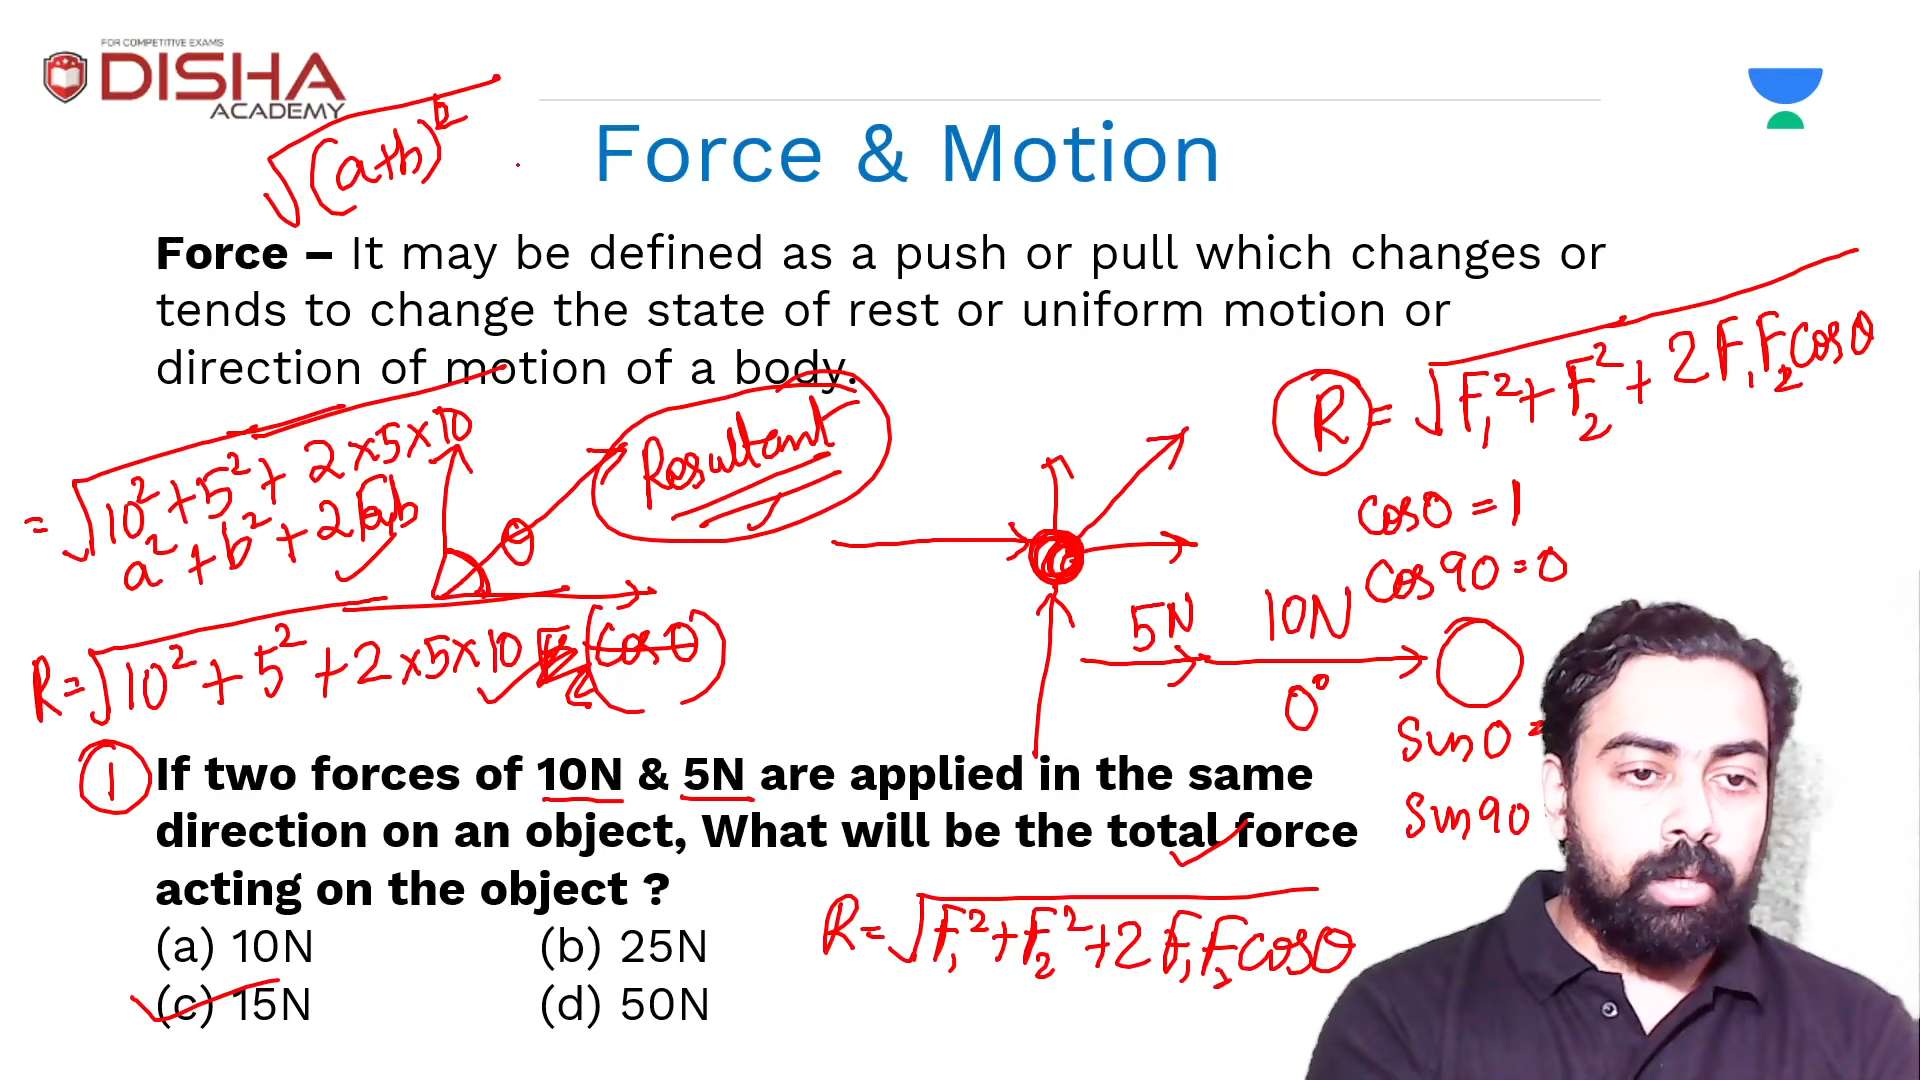 FOR COMPETITIVE EXAMS
DISHA
ACADEMY
√(a+b)²
Force & Motion
Force – It may be defined as a push or pull which changes or
tends to change the state of rest or uniform motion or
direction of motion of a body.
R = √F₁² + F₂² + 2F₁F₂cosθ
= √10² + 5² + 2×5×10
a² + b² + 2ab
Resultant
θ
cos0 = 1
cos90 = 0
5N 10N
0°
R = √10² + 5² + 2×5×10 cos0
sin0 =
sin90
1 If two forces of 10N & 5N are applied in the same
direction on an object, What will be the total force
acting on the object ?
R = √F₁² + F₂² + 2F₁F₂cosθ
(a) 10N (b) 25N
(c) 15N (d) 50N